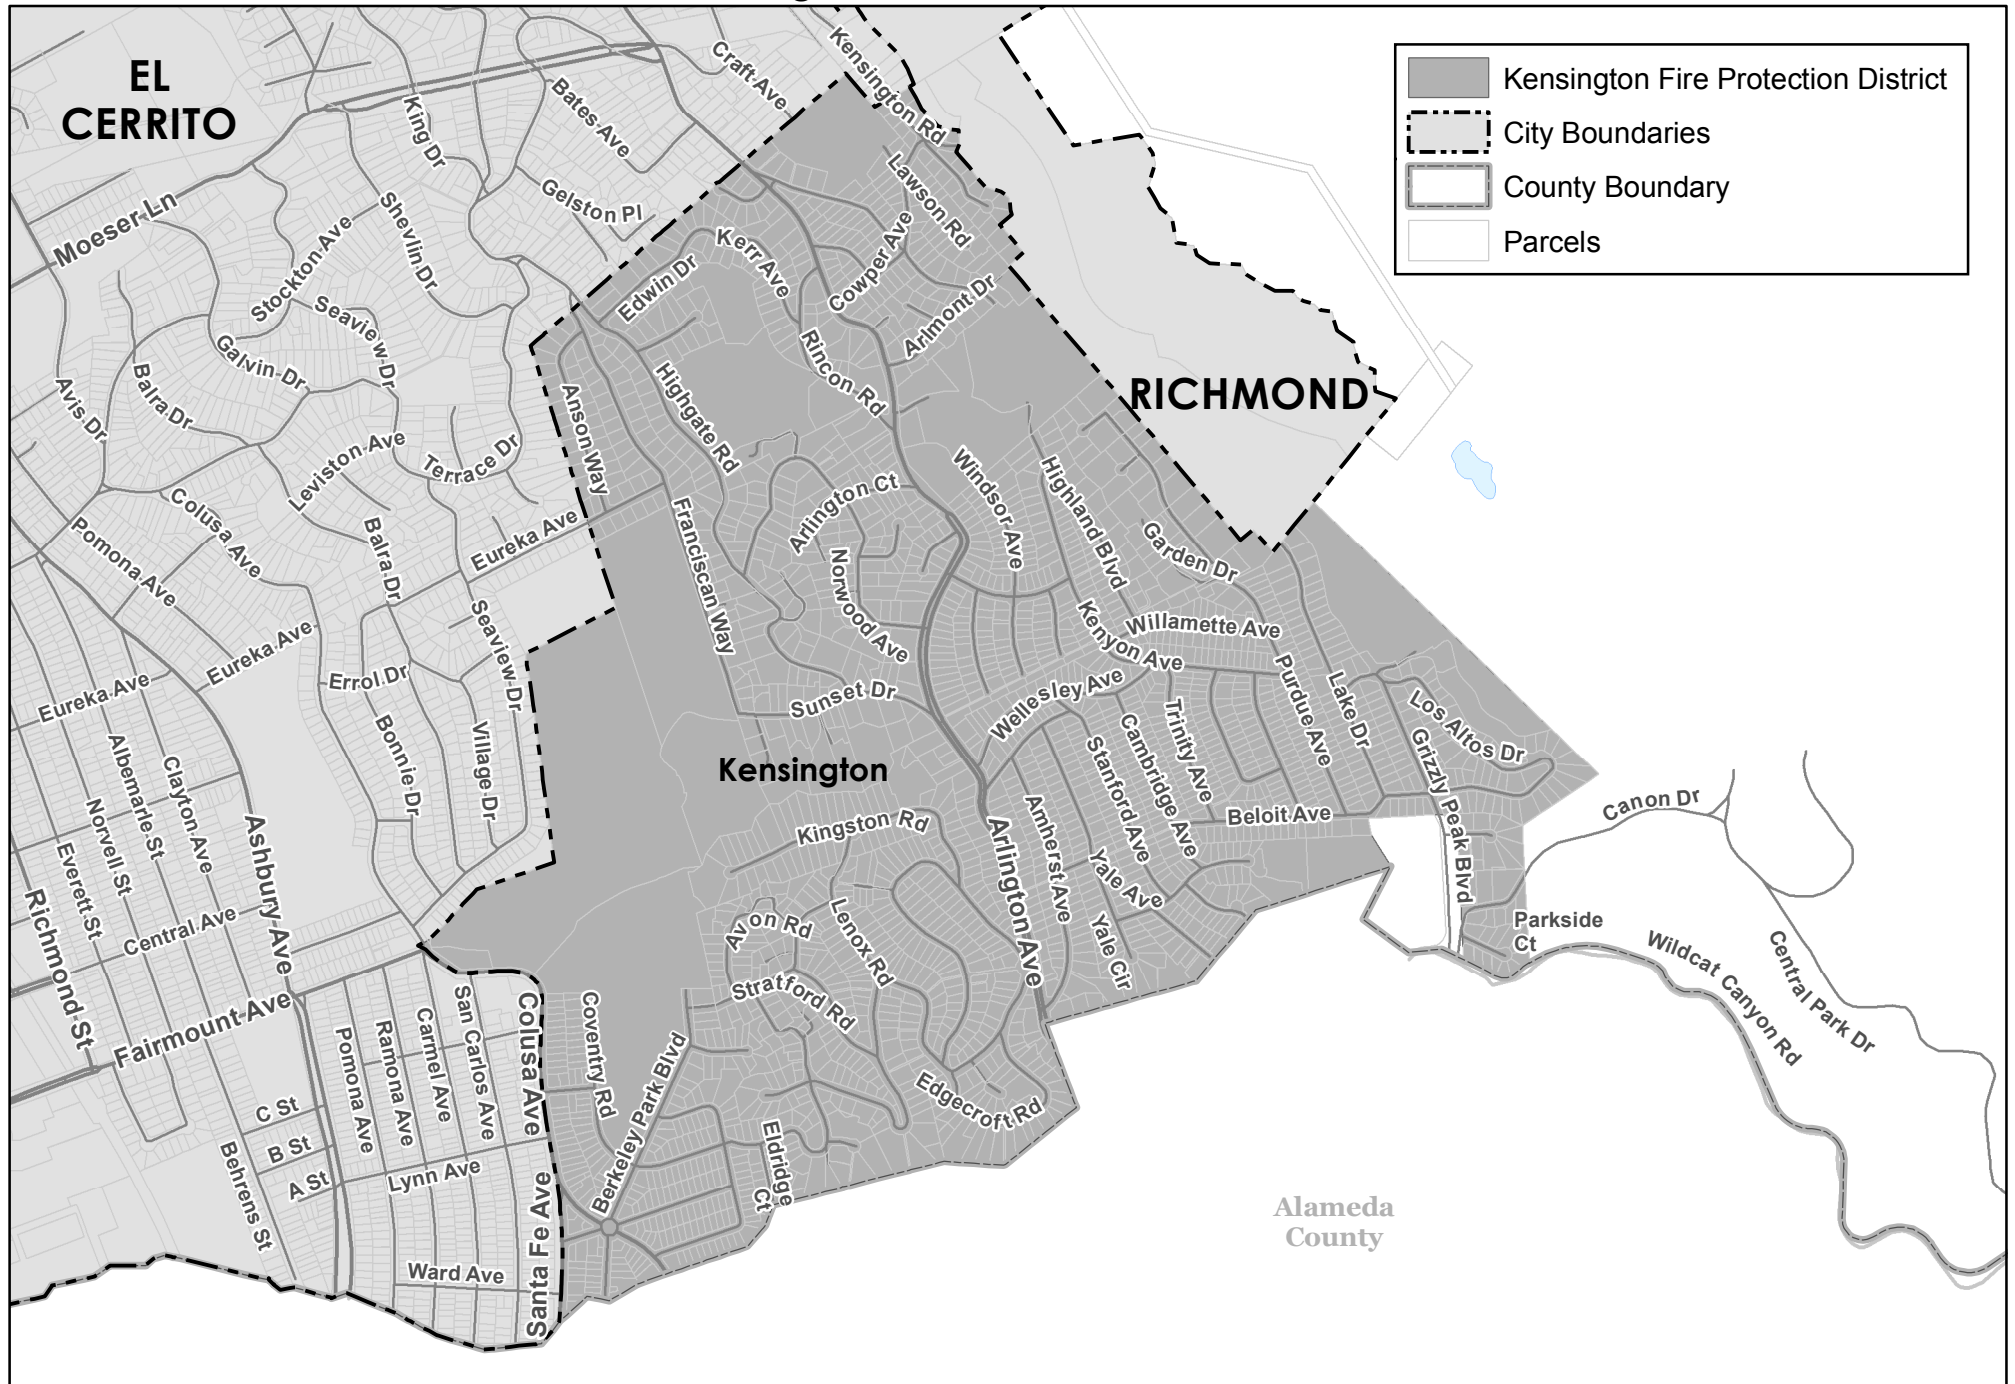 EL
CERRITO
Kensington Fire Protection District
City Boundaries
County Boundary
Parcels
Kensington Rd
Craft Ave
Bates Ave
King Dr
Gelston Pl
Lawson Rd
Moeser Ln
Shevlin Dr
Stockton Ave
Kerr Ave
Cowper Ave
Edwin Dr
Arlmont Dr
Seaview Dr
Galvin Dr
Balra Dr
Avis Dr
Rincon Rd
Highgate Rd
Anson Way
RICHMOND
Leviston Ave
Terrace Dr
Colusa Ave
Pomona Ave
Balra Dr
Eureka Ave
Franciscan Way
Arlington Ct
Norwood Ave
Windsor Ave
Highland Blvd
Garden Dr
Willamette Ave
Kenyon Ave
Eureka Ave
Eureka Ave
Errol Dr
Seaview Dr
Sunset Dr
Wellesley Ave
Trinity Ave
Purdue Ave
Lake Dr
Los Altos Dr
Grizzly Peak Blvd
Bonnie Dr
Village Dr
Albemarle St
Clayton Ave
Norvell St
Everett St
Richmond St
Ashbury Ave
Central Ave
Fairmount Ave
Kensington
Kingston Rd
Arlington Ave
Amherst Ave
Stanford Ave
Cambridge Ave
Beloit Ave
Yale Ave
Yale Cir
Canon Dr
Parkside
Ct
Wildcat Canyon Rd
Central Park Dr
Avon Rd
Lenox Rd
Stratford Rd
Edgecroft Rd
Coventry Rd
Berkeley Park Blvd
Eldridge
Ct
Colusa Ave
San Carlos Ave
Carmel Ave
Ramona Ave
Pomona Ave
C St
B St
A St
Behrens St
Lynn Ave
Ward Ave
Santa Fe Ave
Alameda
County